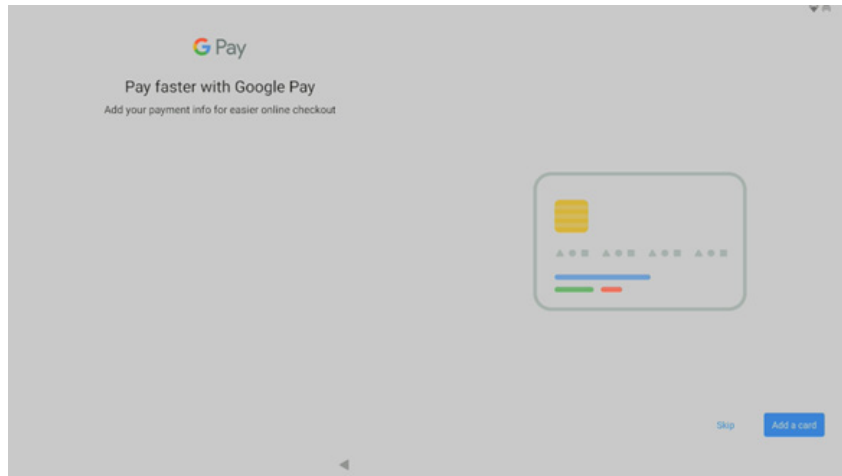 G Pay
Pay faster with Google Pay
Add your payment info for easier online checkout
Skip
Add a card